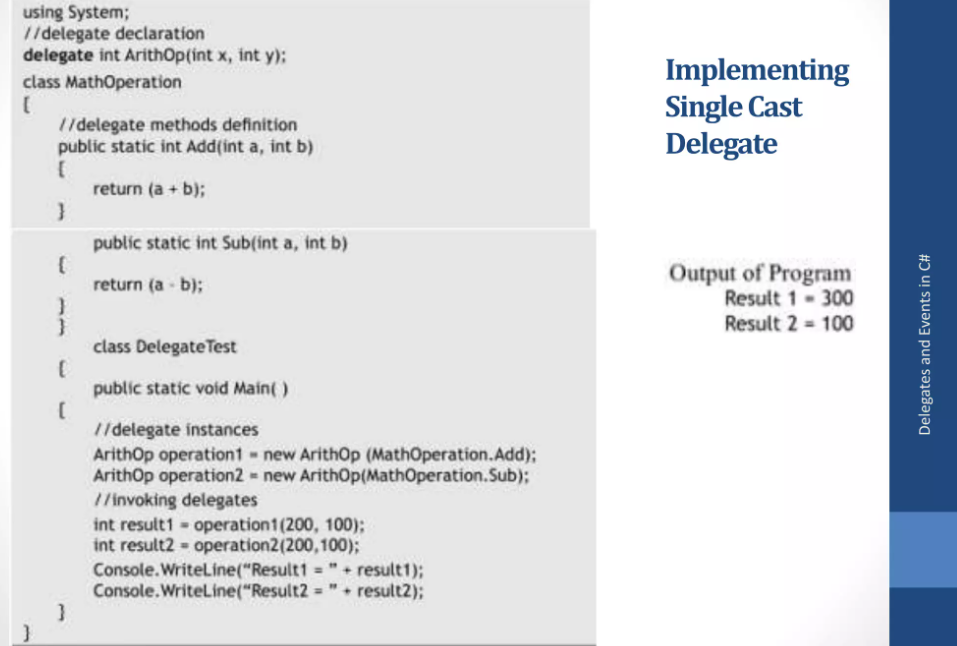 using System;
//delegate declaration
delegate int ArithOp(int x, int y);
class MathOperation
{
//delegate methods definition
public static int Add(int a, int b)
{
return (a + b);
}
public static int Sub(int a, int b)
{
return (a - b);
}
}
class DelegateTest
{
public static void Main( )
{
//delegate instances
ArithOp operation1 = new ArithOp (MathOperation.Add);
ArithOp operation2 = new ArithOp(MathOperation.Sub);
//invoking delegates
int result1 = operation1(200, 100);
int result2 = operation2(200,100);
Console.WriteLine("Result1 = " + result1);
Console.WriteLine("Result2 = " + result2);
}
}
Implementing
Single Cast
Delegate
Output of Program
Result 1 = 300
Result 2 = 100
Delegates and Events in C#